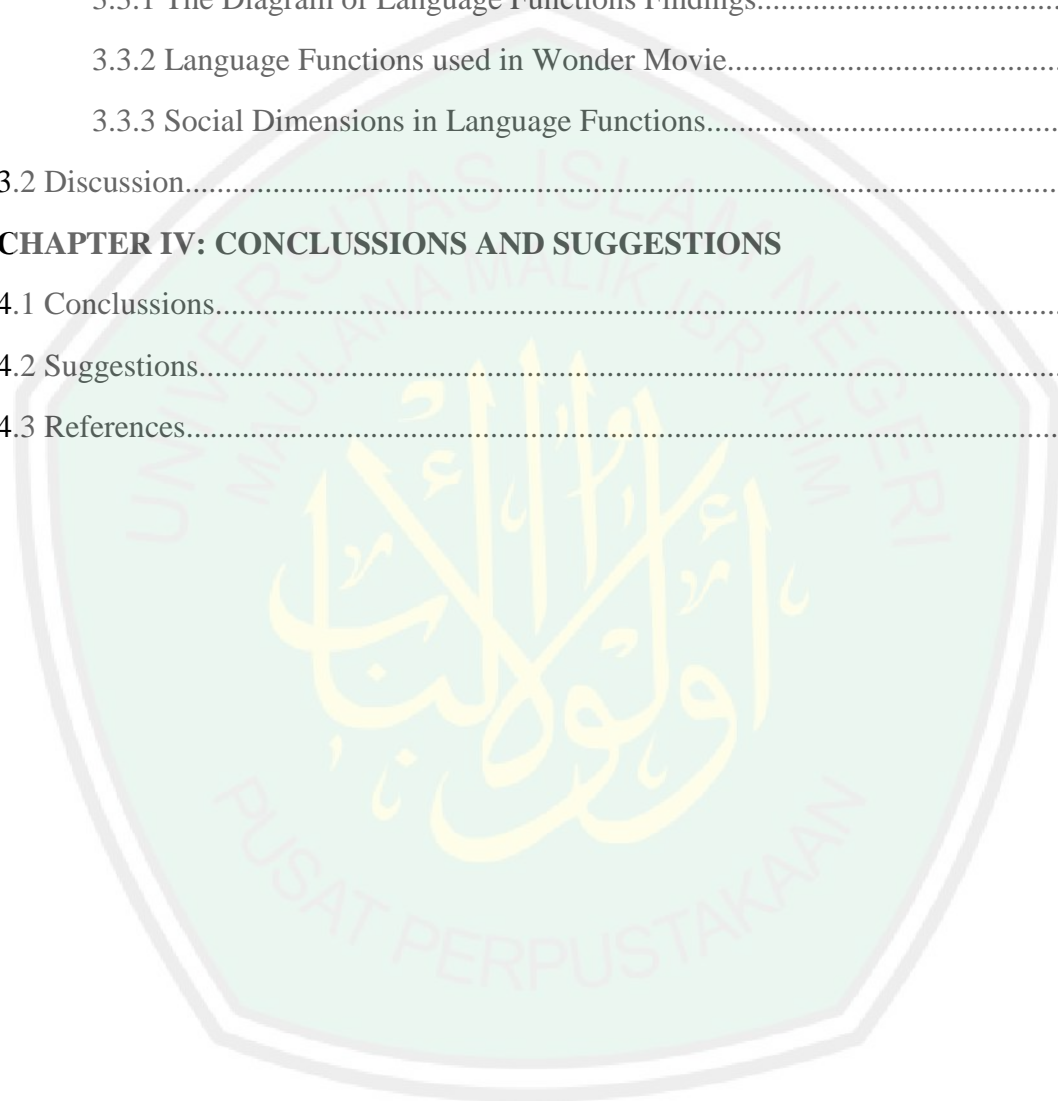 3.3.1 The Diagram of Language Functions Findings
3.3.2 Language Functions used in Wonder Movie
3.3.3 Social Dimensions in Language Functions
3.2 Discussion
CHAPTER IV: CONCLUSSIONS AND SUGGESTIONS
4.1 Conclussions
4.2 Suggestions
4.3 References
UNIVERSITAS ISLAM NEGERI
MAULANA MALIK IBRAHIM
أولوا الألباب
PUSAT PERPUSTAKAAN